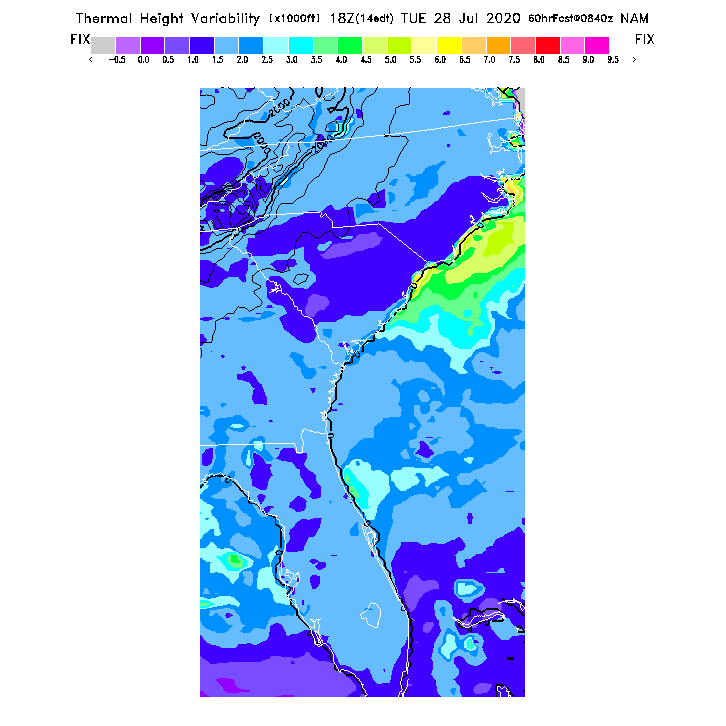 Thermal Height Variability [x1000ft] 18Z(14edt) TUE 28 Jul 2020 60hrFcst@0840z NAM
FIX FIX
< -0.5 0.0 0.5 1.0 1.5 2.0 2.5 3.0 3.5 4.0 4.5 5.0 5.5 6.0 6.5 7.0 7.5 8.0 8.5 9.0 9.5 >
2000